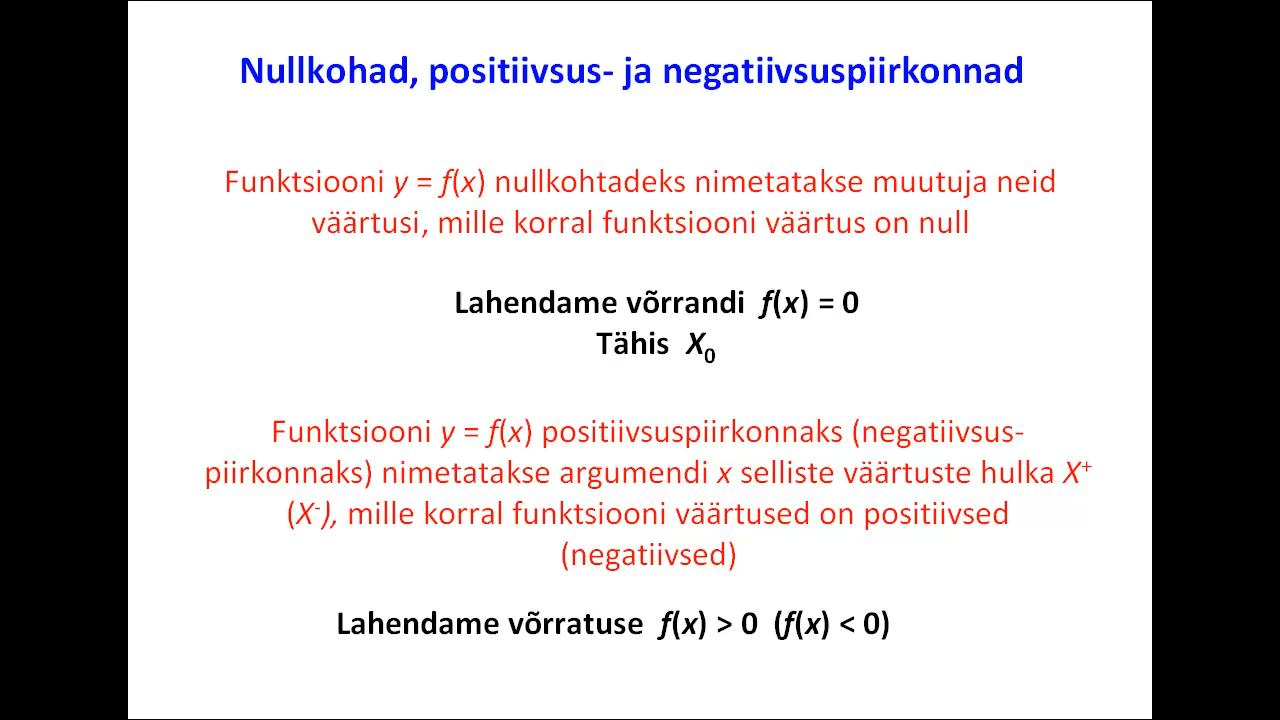 Nullkohad, positiivsus- ja negatiivsuspiirkonnad
Funktsiooni y = f(x) nullkohtadeks nimetatakse muutuja neid
väärtusi, mille korral funktsiooni väärtus on null
Lahendame võrrandi f(x) = 0
Tähis X₀
Funktsiooni y = f(x) positiivsuspiirkonnaks (negatiivsus-
piirkonnaks) nimetatakse argumendi x selliste väärtuste hulka X⁺
(X⁻), mille korral funktsiooni väärtused on positiivsed
(negatiivsed)
Lahendame võrratuse f(x) > 0 (f(x) < 0)